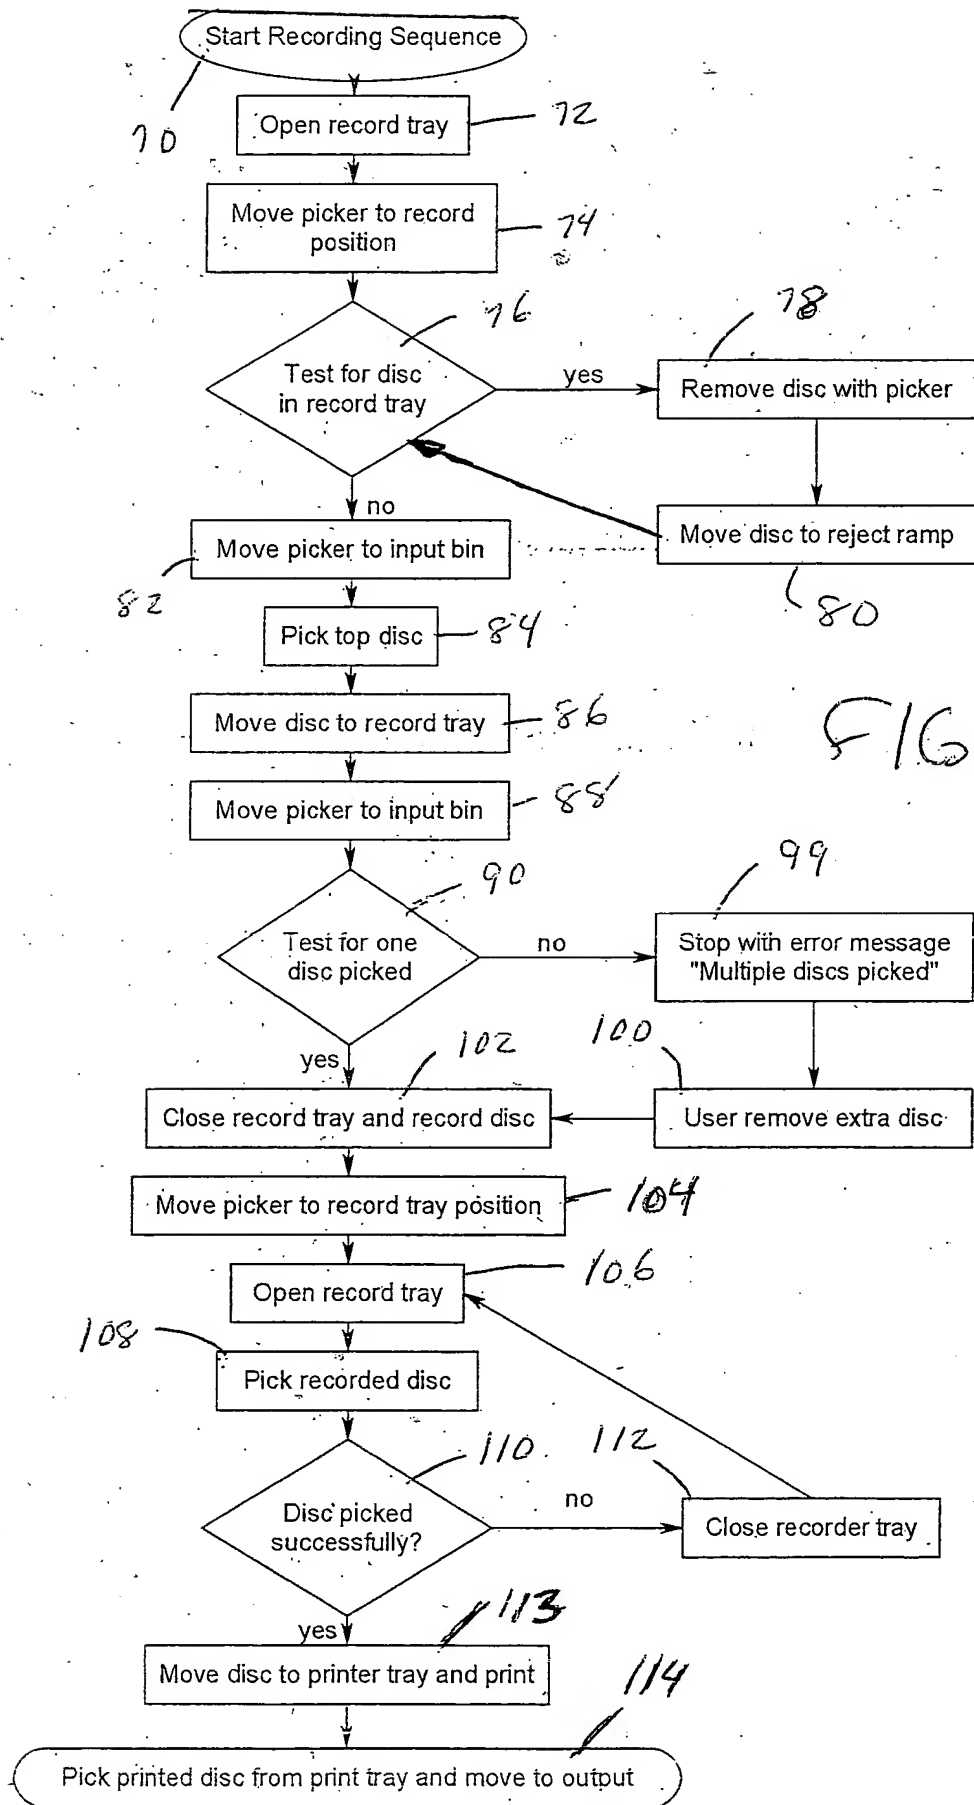 Start Recording Sequence
70
Open record tray
72
Move picker to record
position
74
76
Test for disc
in record tray
yes
78
Remove disc with picker
no
Move picker to input bin
82
Move disc to reject ramp
80
Pick top disc
84
Move disc to record tray
86
FIG
Move picker to input bin
88
90
Test for one
disc picked
no
99
Stop with error message
"Multiple discs picked"
yes
102
100
Close record tray and record disc
User remove extra disc
Move picker to record tray position
104
Open record tray
106
108
Pick recorded disc
110
112
Disc picked
successfully?
no
Close recorder tray
yes
113
Move disc to printer tray and print
114
Pick printed disc from print tray and move to output